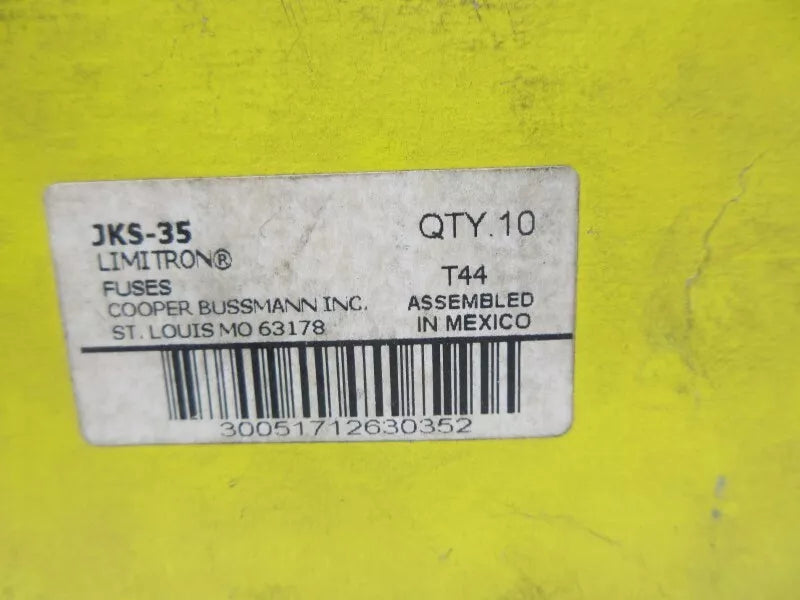 JKS-35
LIMITRON®
FUSES
COOPER BUSSMANN INC.
ST. LOUIS MO 63178
QTY.10
T44
ASSEMBLED
IN MEXICO
30051712630352